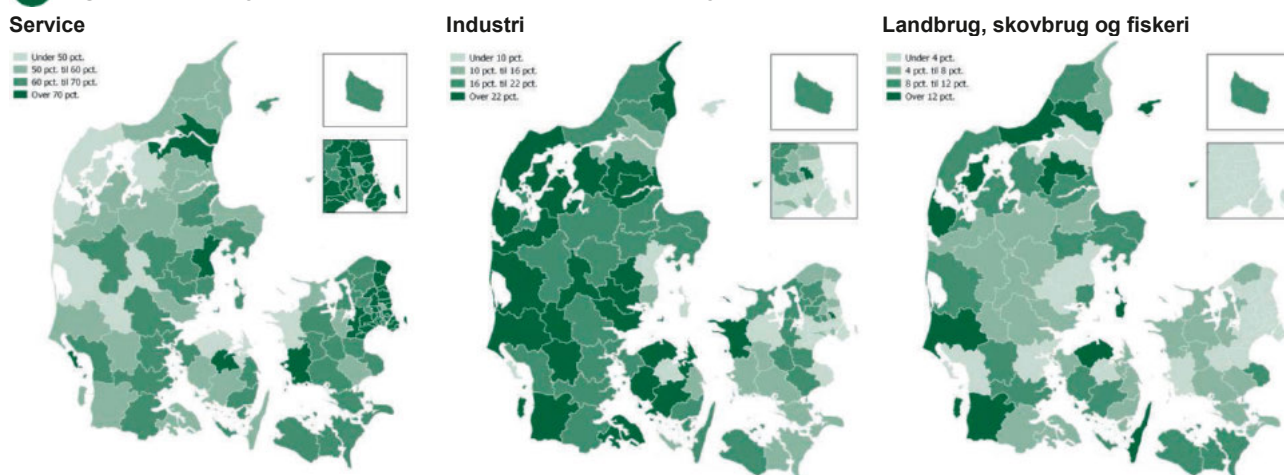 Service
Under 50 pct.
50 pct. til 60 pct.
60 pct. til 70 pct.
Over 70 pct.
Industri
Under 10 pct.
10 pct. til 16 pct.
16 pct. til 22 pct.
Over 22 pct.
Landbrug, skovbrug og fiskeri
Under 4 pct.
4 pct. til 8 pct.
8 pct. til 12 pct.
Over 12 pct.